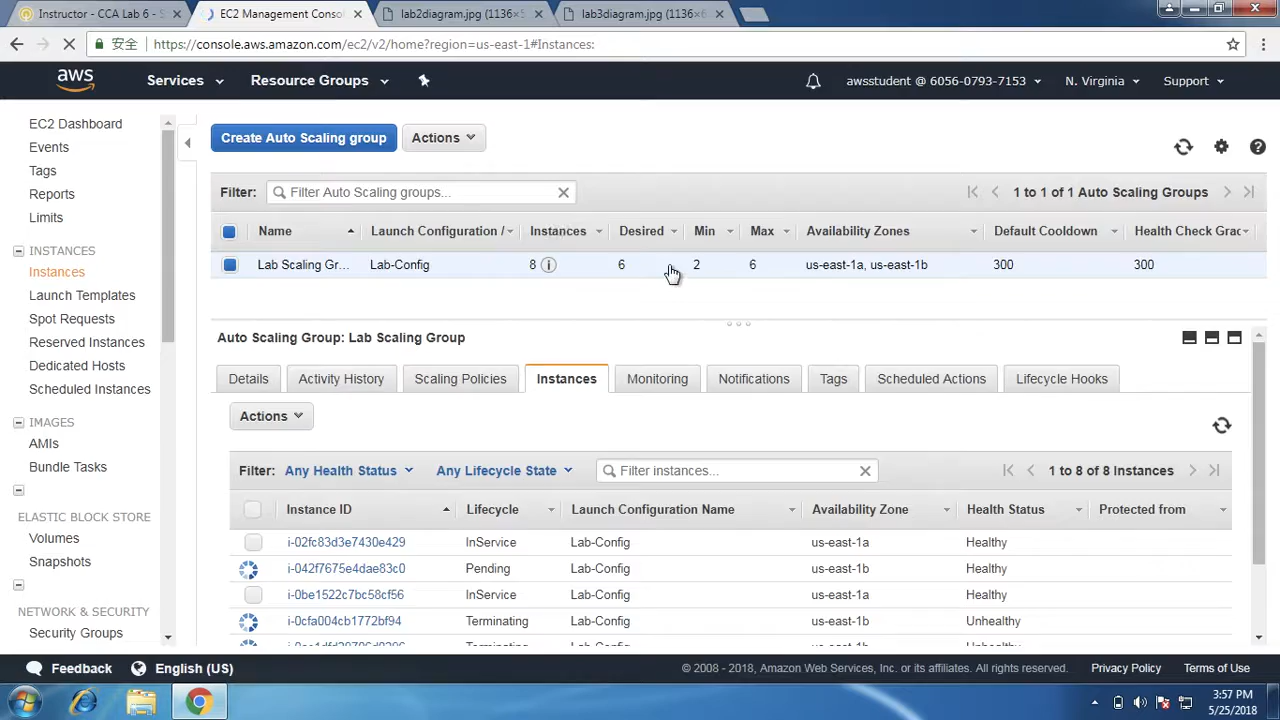 Instructor - CCA Lab 6 - S
EC2 Management Conso
lab2diagram.jpg (1136×5
lab3diagram.jpg (1136×6
安全
https://console.aws.amazon.com/ec2/v2/home?region=us-east-1#Instances:
aws
Services
Resource Groups
awsstudent @ 6056-0793-7153
N. Virginia
Support
EC2 Dashboard
Events
Tags
Reports
Limits
INSTANCES
Instances
Launch Templates
Spot Requests
Reserved Instances
Dedicated Hosts
Scheduled Instances
IMAGES
AMIs
Bundle Tasks
ELASTIC BLOCK STORE
Volumes
Snapshots
NETWORK & SECURITY
Security Groups
Create Auto Scaling group
Actions
Filter: Filter Auto Scaling groups...
1 to 1 of 1 Auto Scaling Groups
Name Launch Configuration / Instances Desired Min Max Availability Zones Default Cooldown Health Check Grac
Lab Scaling Gr... Lab-Config 8 6 2 6 us-east-1a, us-east-1b 300 300
Auto Scaling Group: Lab Scaling Group
Details Activity History Scaling Policies Instances Monitoring Notifications Tags Scheduled Actions Lifecycle Hooks
Actions
Filter: Any Health Status Any Lifecycle State Filter instances... 1 to 8 of 8 Instances
Instance ID Lifecycle Launch Configuration Name Availability Zone Health Status Protected from
i-02fc83d3e7430e429 InService Lab-Config us-east-1a Healthy
i-042f7675e4dae83c0 Pending Lab-Config us-east-1b Healthy
i-0be1522c7bc58cf56 InService Lab-Config us-east-1a Healthy
i-0cfa004cb1772bf94 Terminating Lab-Config us-east-1b Unhealthy
Feedback
English (US)
© 2008 - 2018, Amazon Web Services, Inc. or its affiliates. All rights reserved.
Privacy Policy
Terms of Use
3:57 PM
5/25/2018